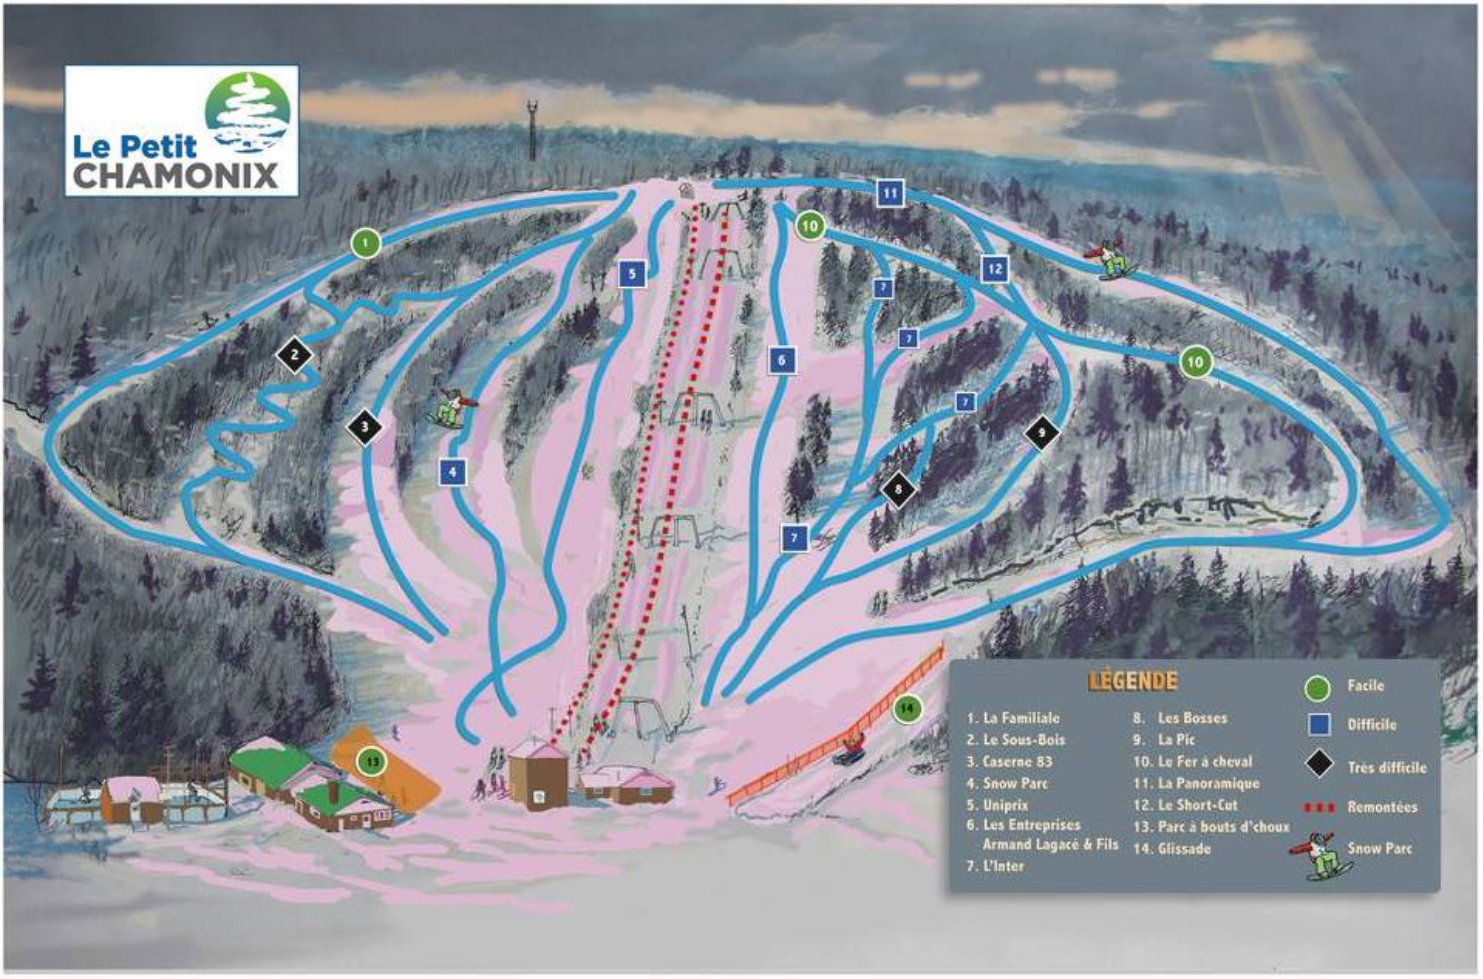 Le Petit
CHAMONIX
11
10
1
5
12
7
7
2
6
10
7
3
9
4
8
7
14
13
LÉGENDE
1. La Familiale
2. Le Sous-Bois
3. Caserne 83
4. Snow Parc
5. Uniprix
6. Les Entreprises
Armand Lagacé & Fils
7. L'Inter
8. Les Bosses
9. La Pic
10. Le Fer à cheval
11. La Panoramique
12. Le Short-Cut
13. Parc à bouts d'choux
14. Glissade
Facile
Difficile
Très difficile
Remontées
Snow Parc